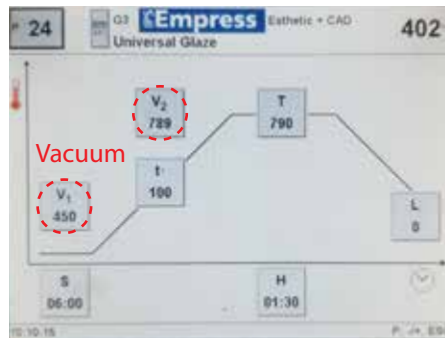 P 24
G3 Empress Esthetic + CAD
Universal Glaze
402
V2
789
T
790
Vacuum
t
100
V1
450
L
0
S
06:00
H
01:30
10.10.15